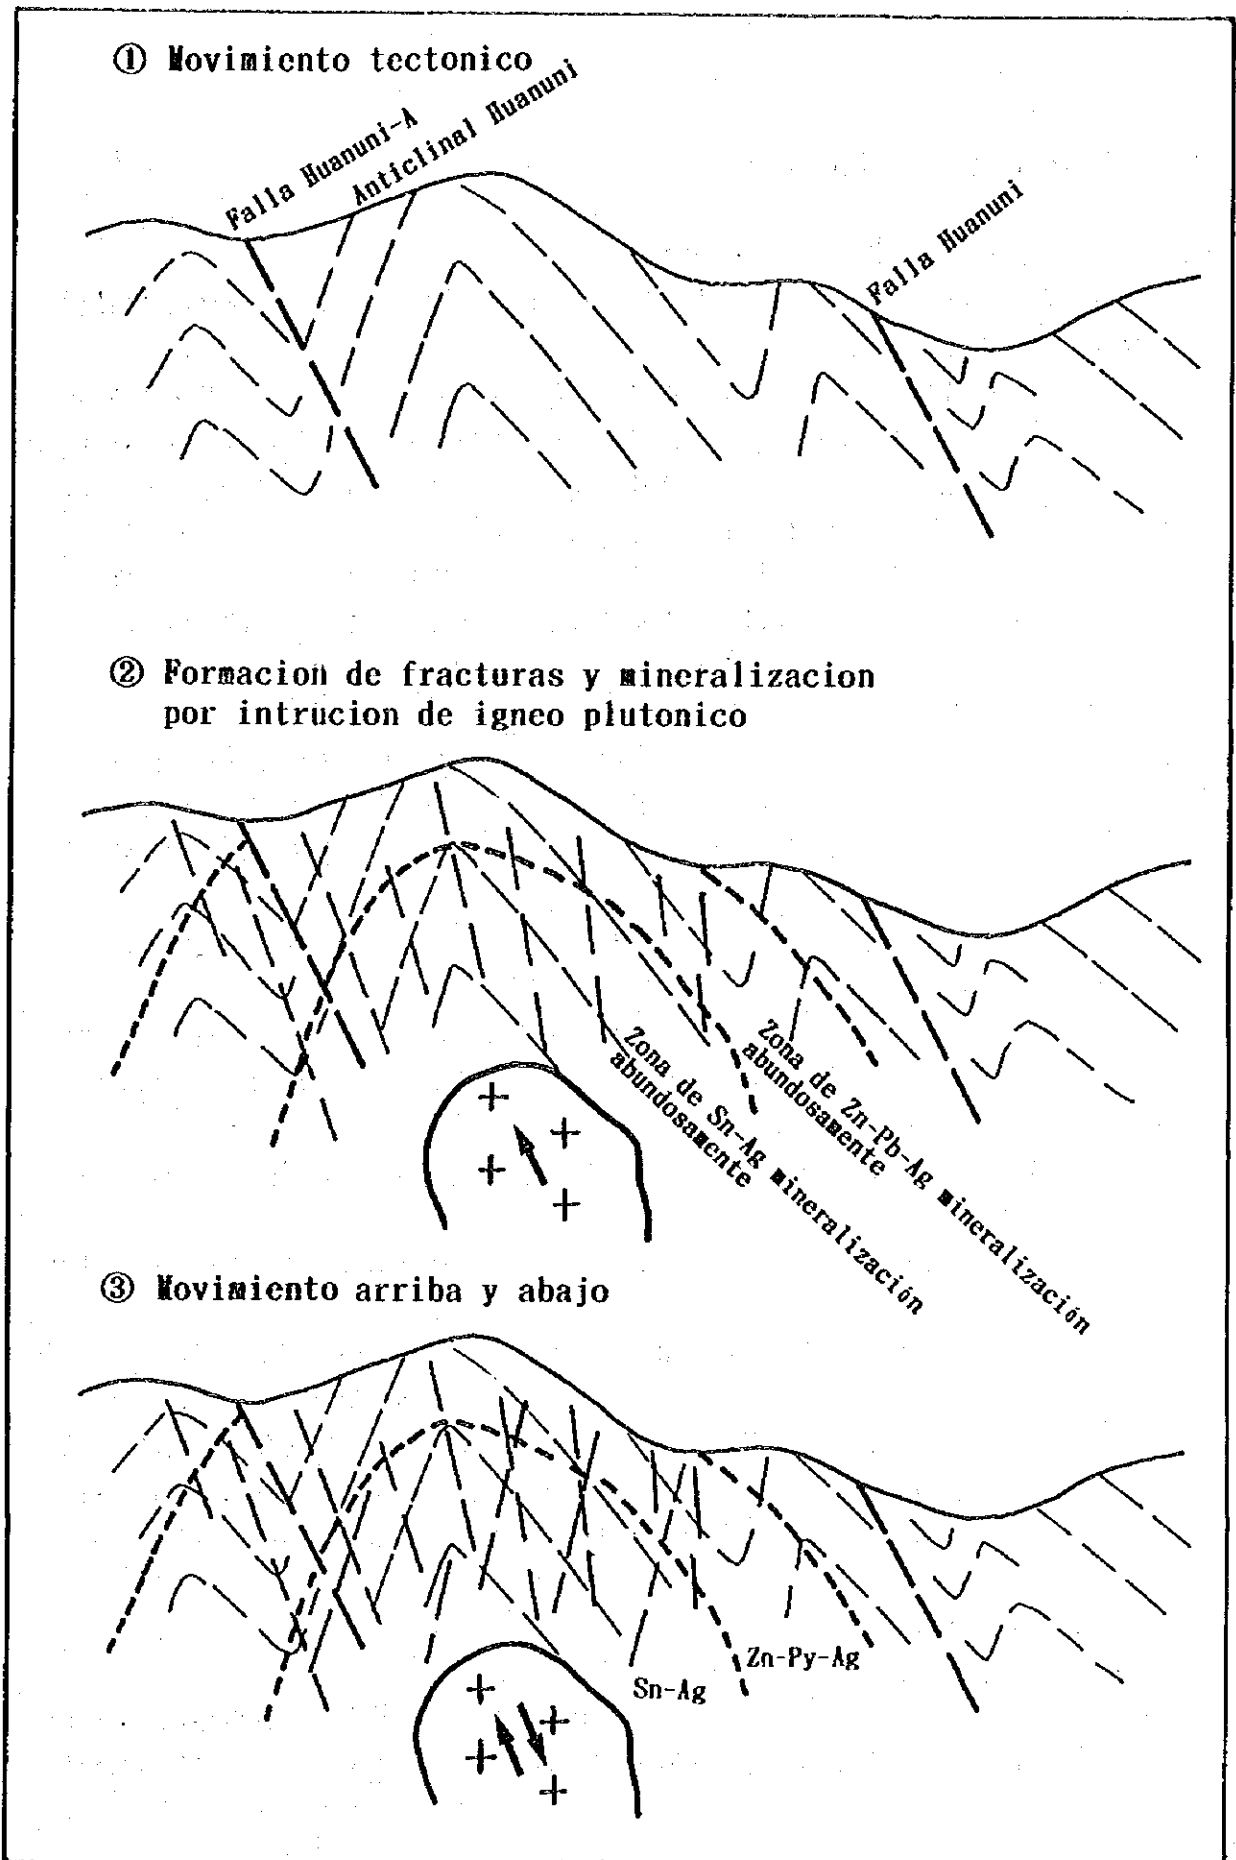 ① Movimiento tectonico
Falla Huanuni-A
Anticlinal Huanuni
Falla Huanuni
② Formacion de fracturas y mineralizacion
por intrucion de igneo plutonico
Zona de Sn-Ag mineralización
abundosamente
Zona de Zn-Pb-Ag mineralización
abundosamente
③ Movimiento arriba y abajo
Sn-Ag
Zn-Py-Ag